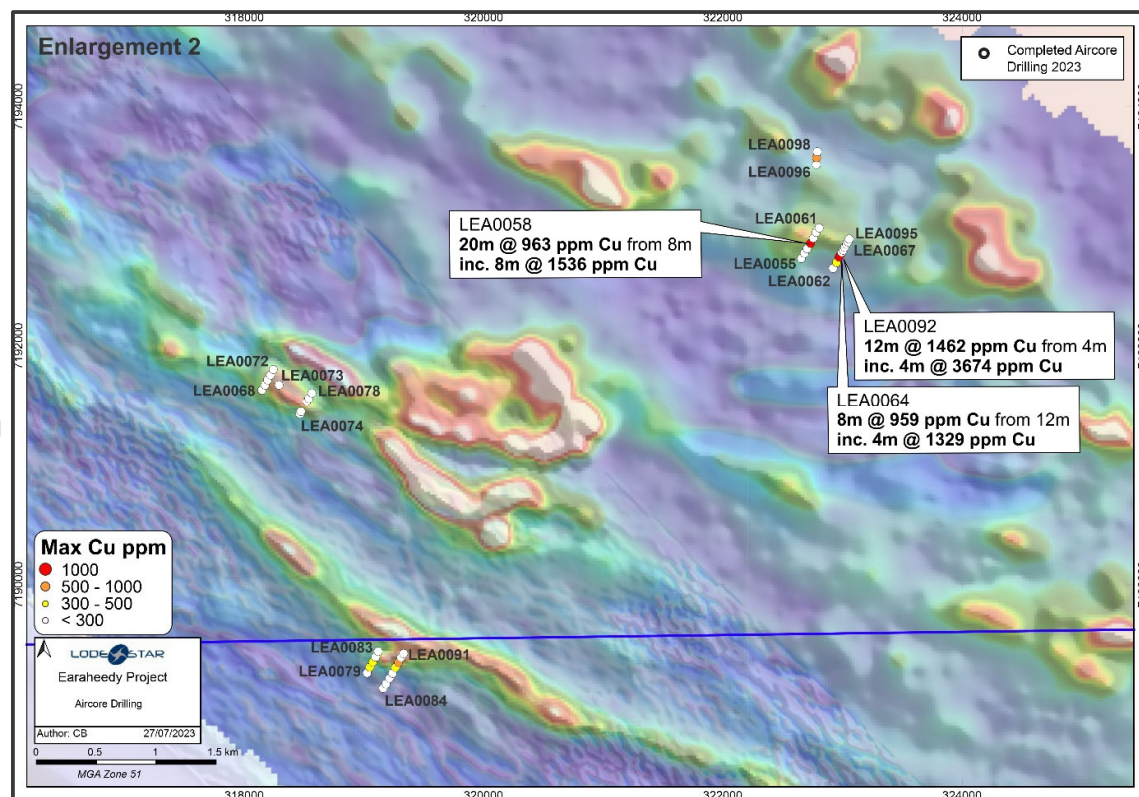 318000
320000
322000
324000
Enlargement 2
Completed Aircore
Drilling 2023
7194000
LEA0098
LEA0096
LEA0058
20m @ 963 ppm Cu from 8m
inc. 8m @ 1536 ppm Cu
LEA0061
LEA0095
LEA0067
LEA0055
LEA0062
LEA0092
12m @ 1462 ppm Cu from 4m
inc. 4m @ 3674 ppm Cu
7192000
LEA0072
LEA0073
LEA0068
LEA0078
LEA0074
LEA0064
8m @ 959 ppm Cu from 12m
inc. 4m @ 1329 ppm Cu
7190000
Max Cu ppm
1000
500 - 1000
300 - 500
< 300
LODESTAR
Earaheedy Project
Aircore Drilling
Author: CB 27/07/2023
0 0.5 1 1.5 km
MGA Zone 51
LEA0083
LEA0091
LEA0079
LEA0084
318000
320000
322000
324000